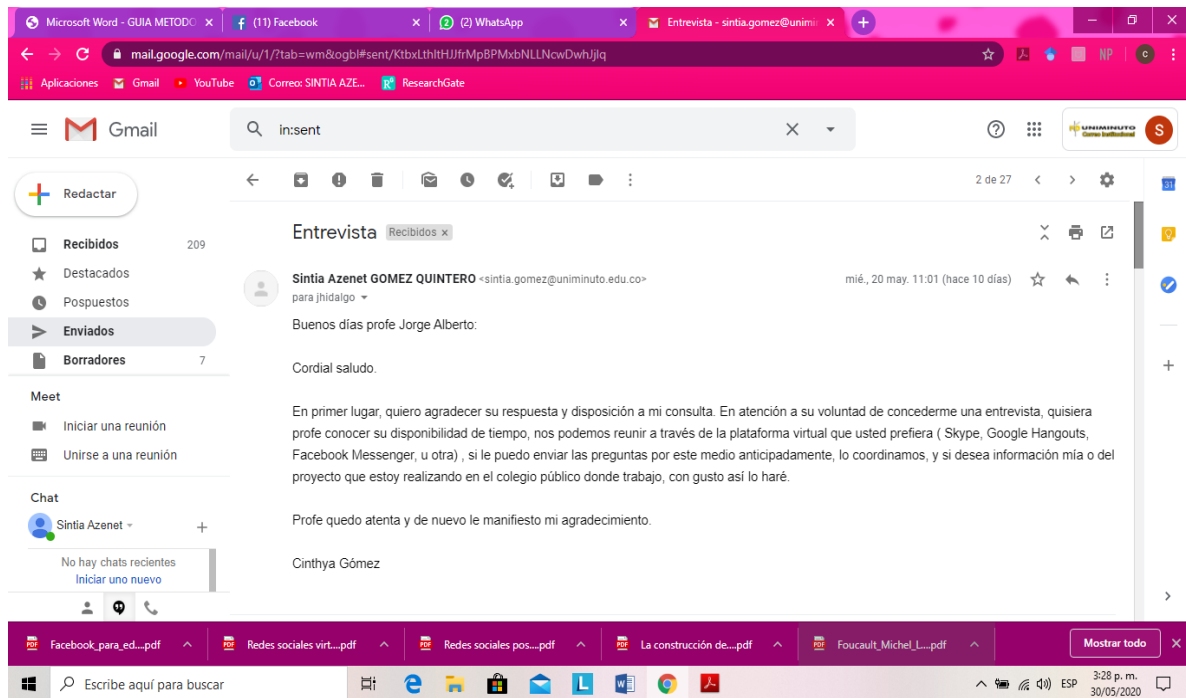 Microsoft Word - GUIA METODO
(11) Facebook
(2) WhatsApp
Entrevista - sintia.gomez@unimin
mail.google.com/mail/u/1/?tab=wm&ogbl#sent/KtbxLthltHJJfrMpBPMxbNLLNcwDwhJjlq
NP
c
Aplicaciones
Gmail
YouTube
Correo: SINTIA AZE...
ResearchGate
Gmail
in:sent
UNIMINUTO
S
Redactar
2 de 27
31
Recibidos 209
Destacados
Pospuestos
Enviados
Borradores 7
Meet
Iniciar una reunión
Unirse a una reunión
Chat
Sintia Azenet
No hay chats recientes
Iniciar uno nuevo
Entrevista Recibidos x
Sintia Azenet GOMEZ QUINTERO <sintia.gomez@uniminuto.edu.co> mié., 20 may. 11:01 (hace 10 días)
para jhidalgo
Buenos días profe Jorge Alberto:
Cordial saludo.
En primer lugar, quiero agradecer su respuesta y disposición a mi consulta. En atención a su voluntad de concederme una entrevista, quisiera
profe conocer su disponibilidad de tiempo, nos podemos reunir a través de la plataforma virtual que usted prefiera ( Skype, Google Hangouts,
Facebook Messenger, u otra) , si le puedo enviar las preguntas por este medio anticipadamente, lo coordinamos, y si desea información mía o del
proyecto que estoy realizando en el colegio público donde trabajo, con gusto así lo haré.
Profe quedo atenta y de nuevo le manifiesto mi agradecimiento.
Cinthya Gómez
Facebook_para_ed....pdf
Redes sociales virt....pdf
Redes sociales pos....pdf
La construcción de....pdf
Foucault_Michel_L....pdf
Mostrar todo
Escribe aquí para buscar
ESP
3:28 p. m.
30/05/2020